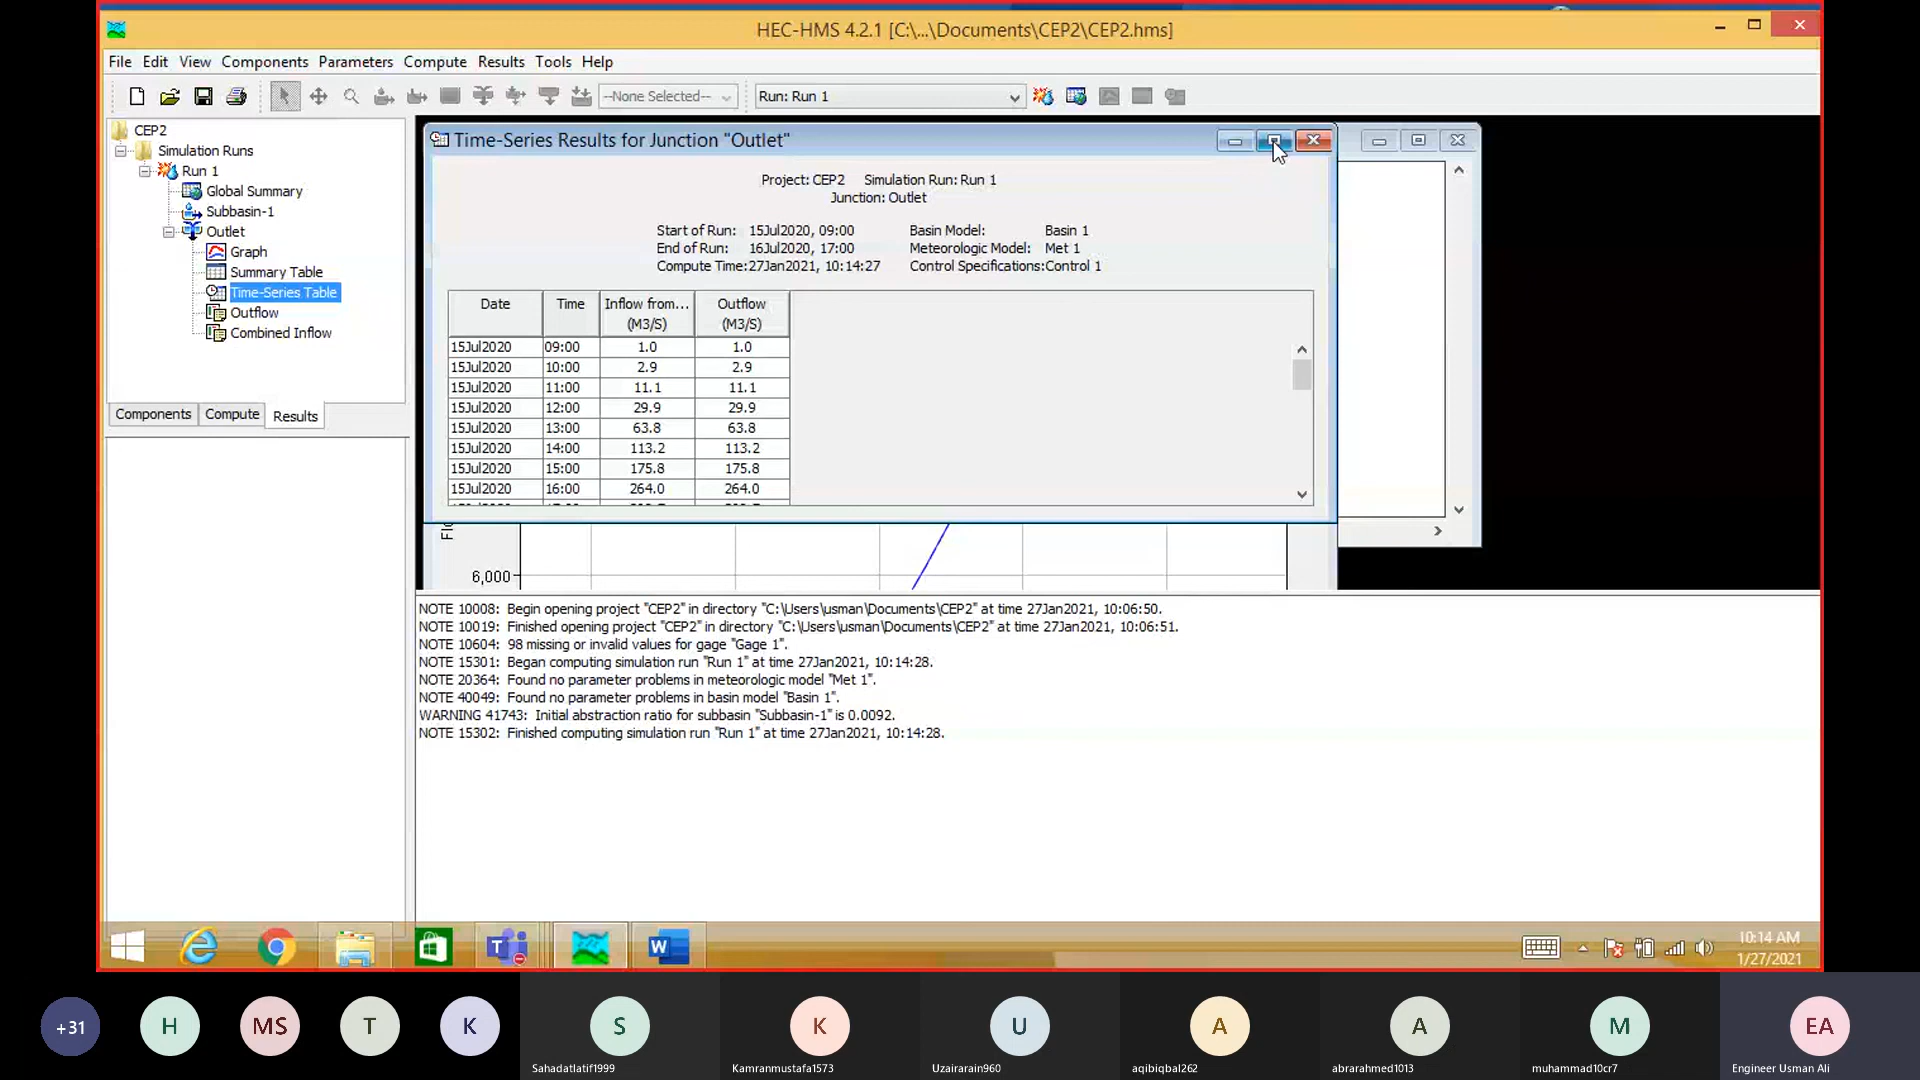 HEC-HMS 4.2.1 [C:\...\Documents\CEP2\CEP2.hms]
File Edit View Components Parameters Compute Results Tools Help
--None Selected-- Run: Run 1
CEP2
Simulation Runs
Run 1
Global Summary
Subbasin-1
Outlet
Graph
Summary Table
Time-Series Table
Outflow
Combined Inflow
Components Compute Results
Time-Series Results for Junction "Outlet"
Project: CEP2 Simulation Run: Run 1
Junction: Outlet
Start of Run: 15Jul2020, 09:00 Basin Model: Basin 1
End of Run: 16Jul2020, 17:00 Meteorologic Model: Met 1
Compute Time:27Jan2021, 10:14:27 Control Specifications:Control 1
Date Time Inflow from... Outflow
(M3/S) (M3/S)
15Jul2020 09:00 1.0 1.0
15Jul2020 10:00 2.9 2.9
15Jul2020 11:00 11.1 11.1
15Jul2020 12:00 29.9 29.9
15Jul2020 13:00 63.8 63.8
15Jul2020 14:00 113.2 113.2
15Jul2020 15:00 175.8 175.8
15Jul2020 16:00 264.0 264.0
6,000
NOTE 10008: Begin opening project "CEP2" in directory "C:\Users\usman\Documents\CEP2" at time 27Jan2021, 10:06:50.
NOTE 10019: Finished opening project "CEP2" in directory "C:\Users\usman\Documents\CEP2" at time 27Jan2021, 10:06:51.
NOTE 10604: 98 missing or invalid values for gage "Gage 1".
NOTE 15301: Began computing simulation run "Run 1" at time 27Jan2021, 10:14:28.
NOTE 20364: Found no parameter problems in meteorologic model "Met 1".
NOTE 40049: Found no parameter problems in basin model "Basin 1".
WARNING 41743: Initial abstraction ratio for subbasin "Subbasin-1" is 0.0092.
NOTE 15302: Finished computing simulation run "Run 1" at time 27Jan2021, 10:14:28.
10:14 AM
1/27/2021
+31 H MS T K S K U A A M EA
Sahadatlatif1999 Kamranmustafa1573 Uzairarain960 aqibiqbal262 abrarahmed1013 muhammad10cr7 Engineer Usman Ali